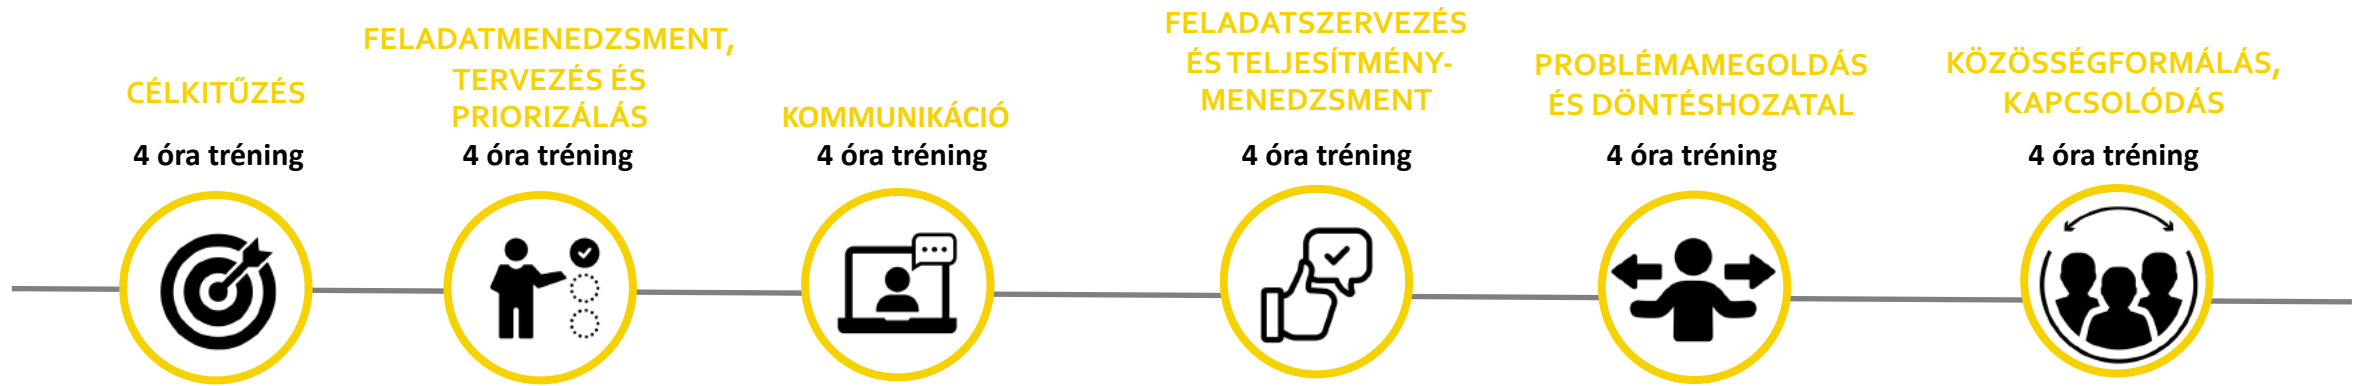 CÉLKITŰZÉS
4 óra tréning
FELADATMENEDZSMENT,
TERVEZÉS ÉS
PRIORIZÁLÁS
4 óra tréning
KOMMUNIKÁCIÓ
4 óra tréning
FELADATSZERVEZÉS
ÉS TELJESÍTMÉNY-
MENEDZSMENT
4 óra tréning
PROBLÉMAMEGOLDÁS
ÉS DÖNTÉSHOZATAL
4 óra tréning
KÖZÖSSÉGFORMÁLÁS,
KAPCSOLÓDÁS
4 óra tréning